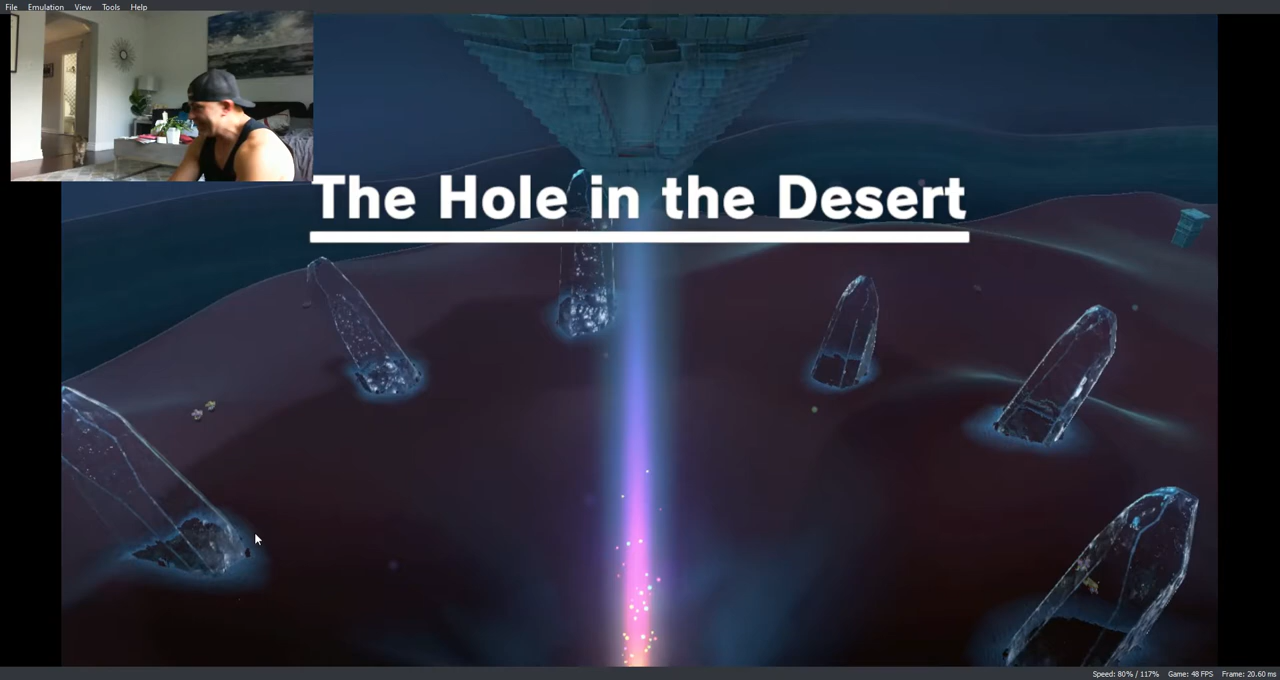 File Emulation View Tools Help
The Hole in the Desert
Speed: 80% / 117% Game: 48 FPS Frame: 20.60 ms